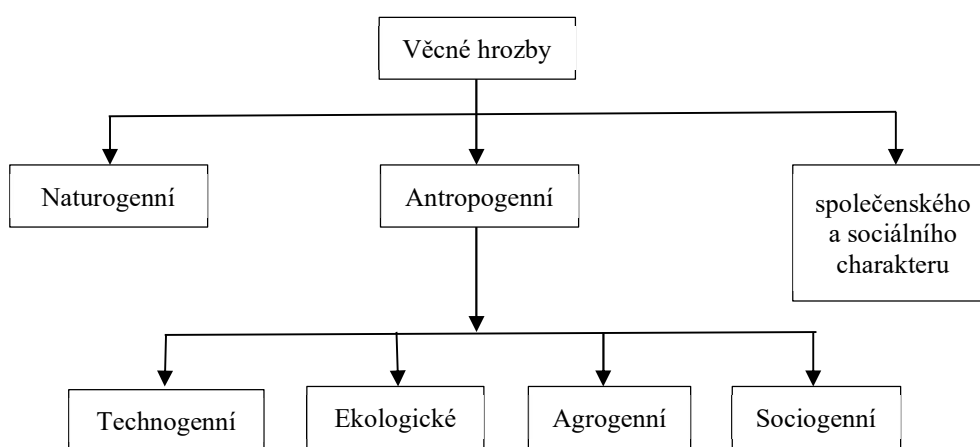 Věcné hrozby
Naturogenní
Antropogenní
společenského
a sociálního
charakteru
Technogenní
Ekologické
Agrogenní
Sociogenní